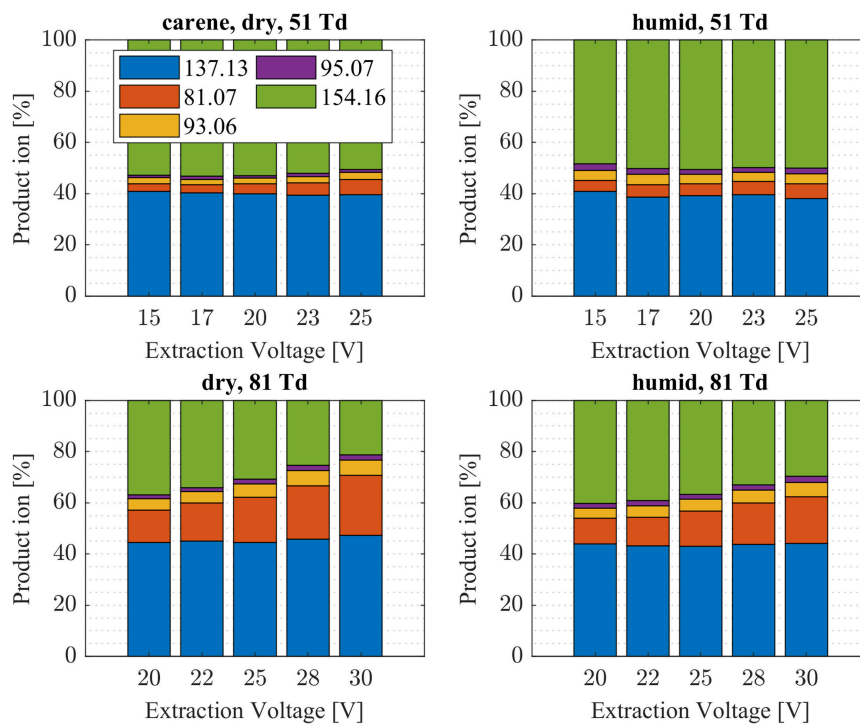 carene, dry, 51 Td
humid, 51 Td
100
80
60
40
20
0
Product ion [%]
137.13
95.07
81.07
154.16
93.06
15 17 20 23 25
Extraction Voltage [V]
100
80
60
40
20
0
Product ion [%]
15 17 20 23 25
Extraction Voltage [V]
dry, 81 Td
humid, 81 Td
100
80
60
40
20
0
Product ion [%]
20 22 25 28 30
Extraction Voltage [V]
100
80
60
40
20
0
Product ion [%]
20 22 25 28 30
Extraction Voltage [V]